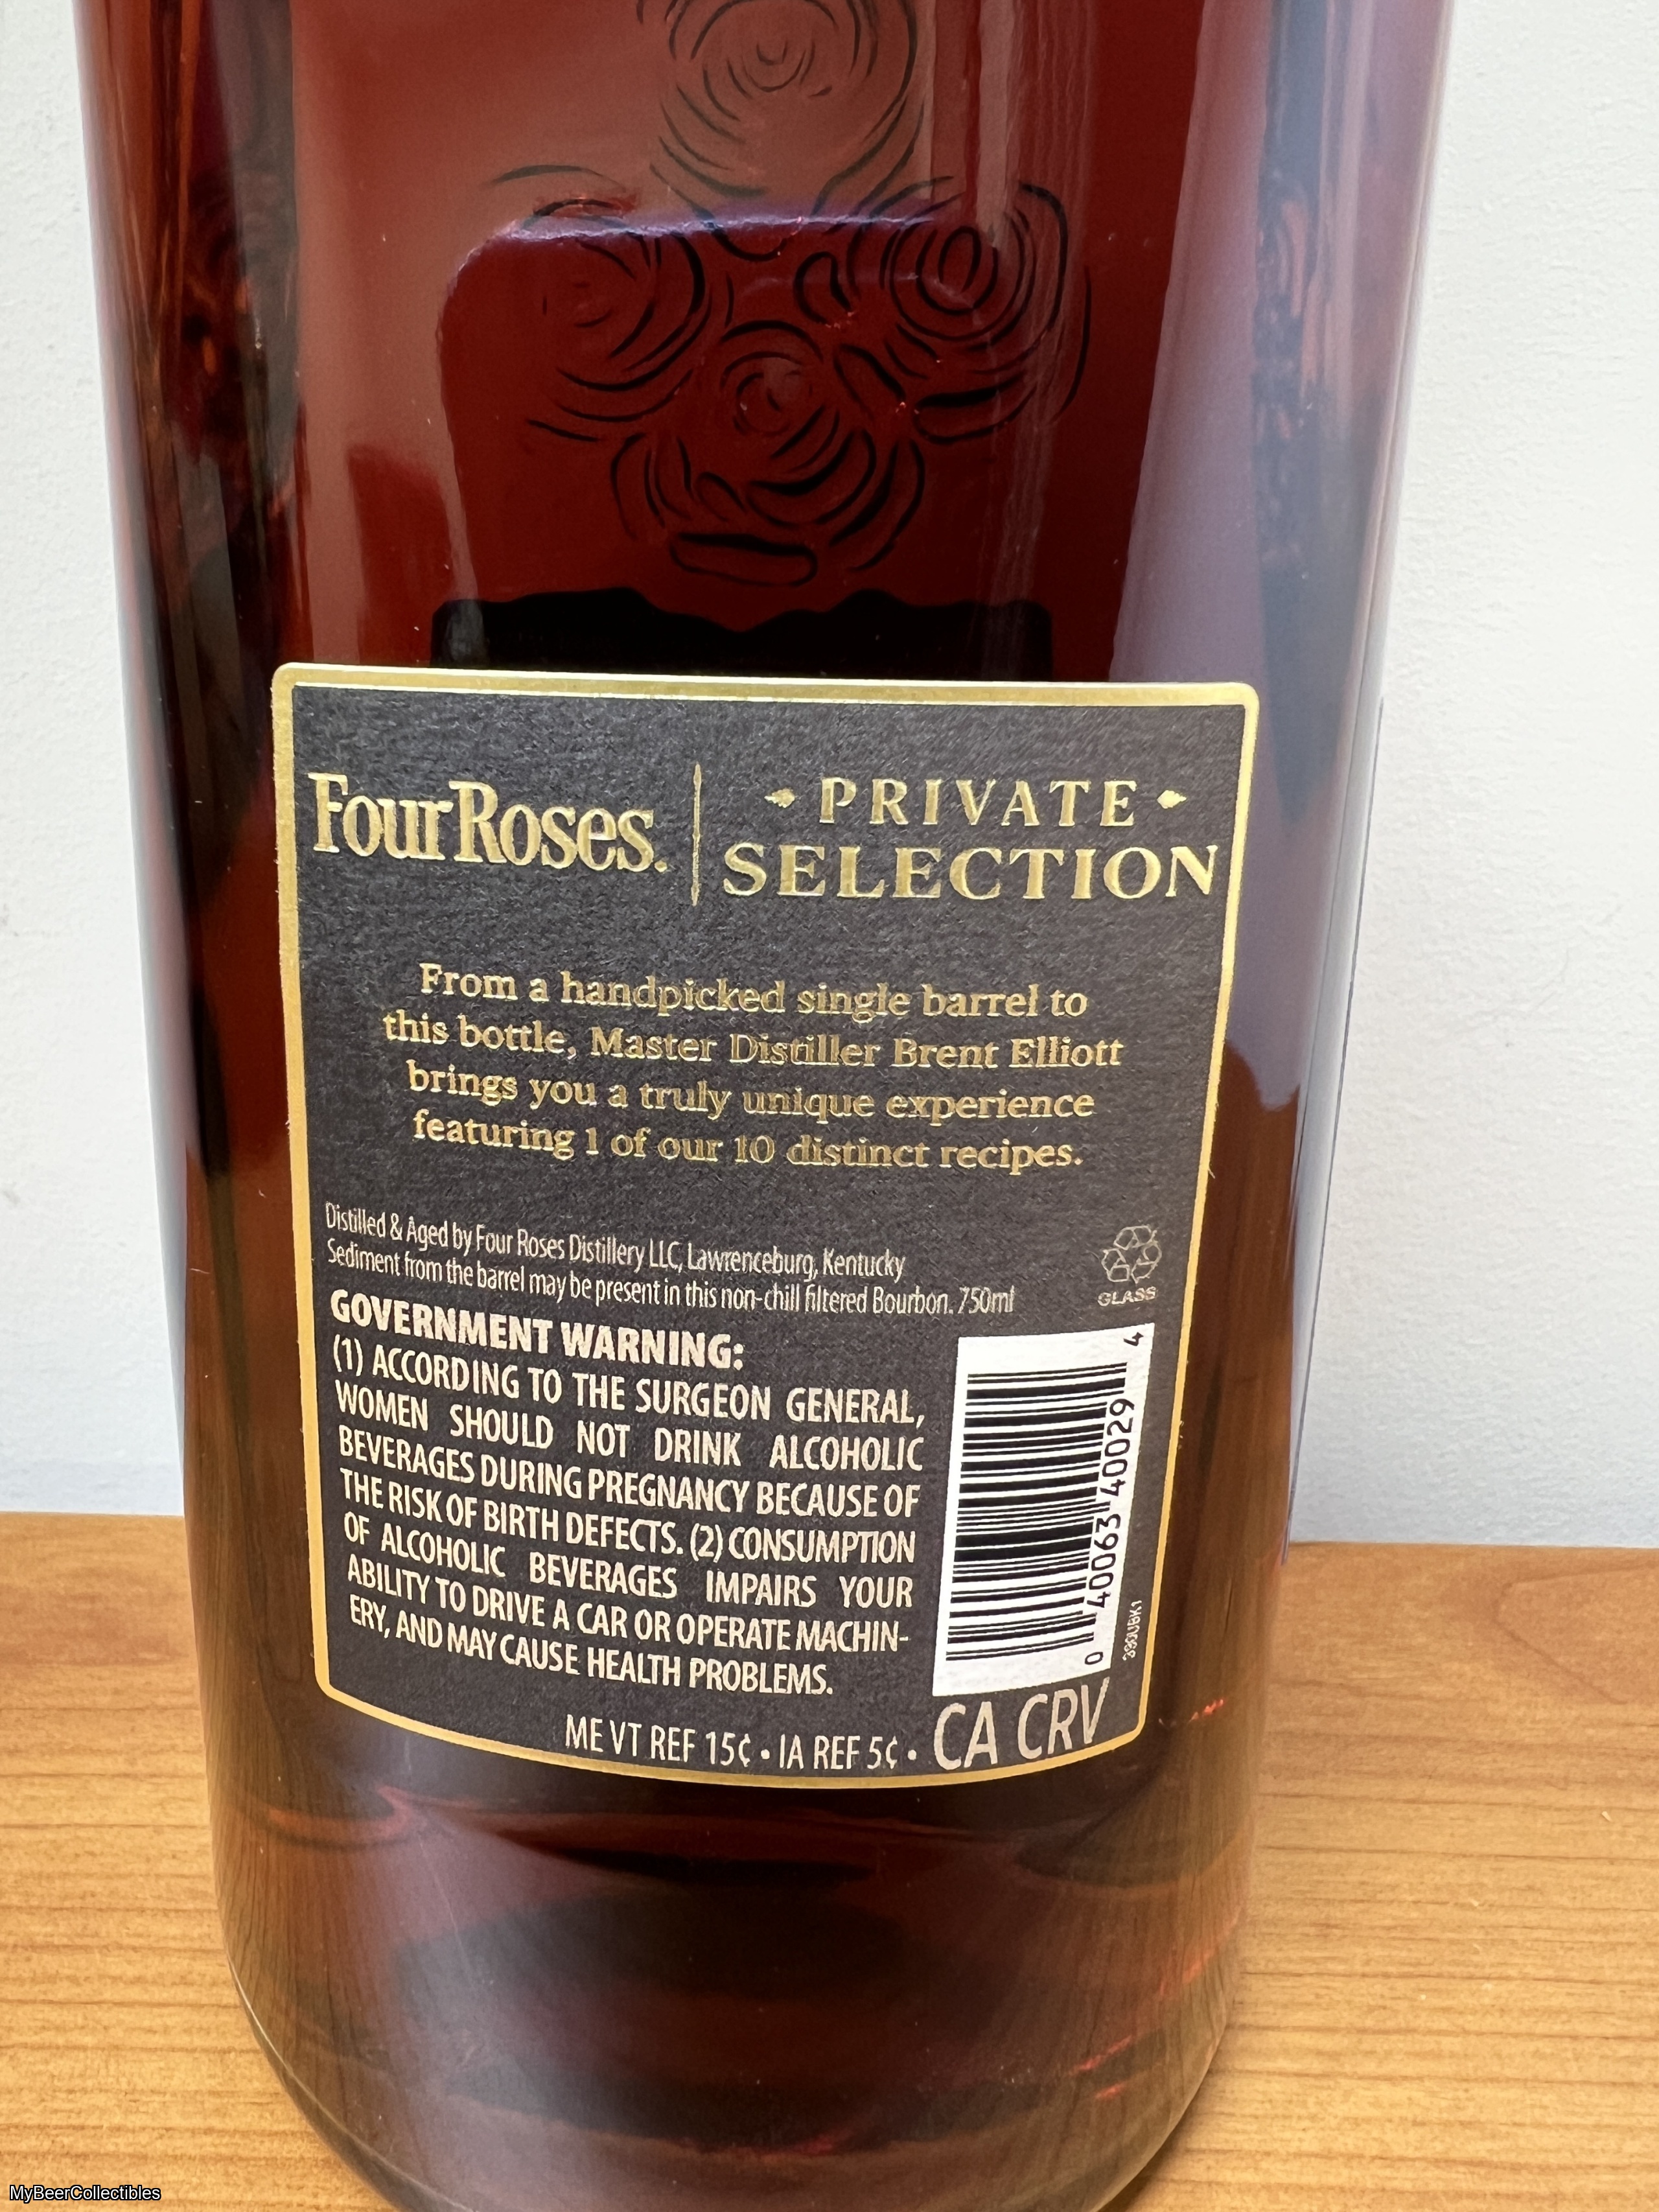 FourRoses.
PRIVATE
SELECTION
From a handpicked single barrel to
this bottle, Master Distiller Brent Elliott
brings you a truly unique experience
featuring 1 of our 10 distinct recipes.
Distilled & Aged by Four Roses Distillery LLC, Lawrenceburg, Kentucky
Sediment from the barrel may be present in this non-chill filtered Bourbon. 750ml
GLASS
GOVERNMENT WARNING:
(1) ACCORDING TO THE SURGEON GENERAL,
WOMEN SHOULD NOT DRINK ALCOHOLIC
BEVERAGES DURING PREGNANCY BECAUSE OF
THE RISK OF BIRTH DEFECTS. (2) CONSUMPTION
OF ALCOHOLIC BEVERAGES IMPAIRS YOUR
ABILITY TO DRIVE A CAR OR OPERATE MACHIN-
ERY, AND MAY CAUSE HEALTH PROBLEMS.
0 40063 40029 4
ME VT REF 15¢ • IA REF 5¢ • CA CRV
MyBeerCollectibles